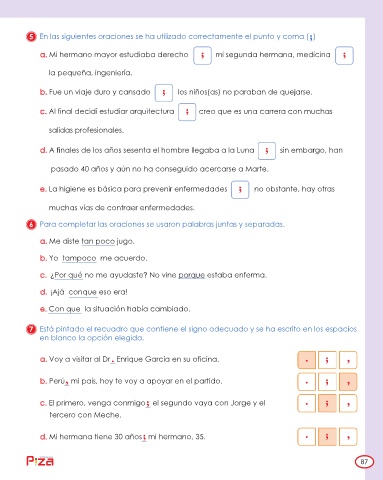 5 En las siguientes oraciones se ha utilizado correctamente el punto y coma (;)
a. Mi hermano mayor estudiaba derecho ; mi segunda hermana, medicina ;
la pequeña, ingeniería.
b. Fue un viaje duro y cansado ; los niños(as) no paraban de quejarse.
c. Al final decidí estudiar arquitectura ; creo que es una carrera con muchas
salidas profesionales.
d. A finales de los años sesenta el hombre llegaba a la Luna ; sin embargo, han
pasado 40 años y aún no ha conseguido acercarse a Marte.
e. La higiene es básica para prevenir enfermedades ; no obstante, hay otras
muchas vías de contraer enfermedades.
6 Para completar las oraciones se usaron palabras juntas y separadas.
a. Me diste tan poco jugo.
b. Yo tampoco me acuerdo.
c. ¿Por qué no me ayudaste? No vine porque estaba enferma.
d. ¡Ajá conque eso era!
e. Con que la situación había cambiado.
7 Está pintado el recuadro que contiene el signo adecuado y se ha escrito en los espacios
en blanco la opción elegida.
a. Voy a visitar al Dr . Enrique García en su oficina. . ; ,
b. Perú , mi país, hoy te voy a apoyar en el partido. . ; ,
c. El primero, venga conmigo ; el segundo vaya con Jorge y el . ; ,
tercero con Meche.
d. Mi hermana tiene 30 años ; mi hermano, 35. . ; ,
Piza 87